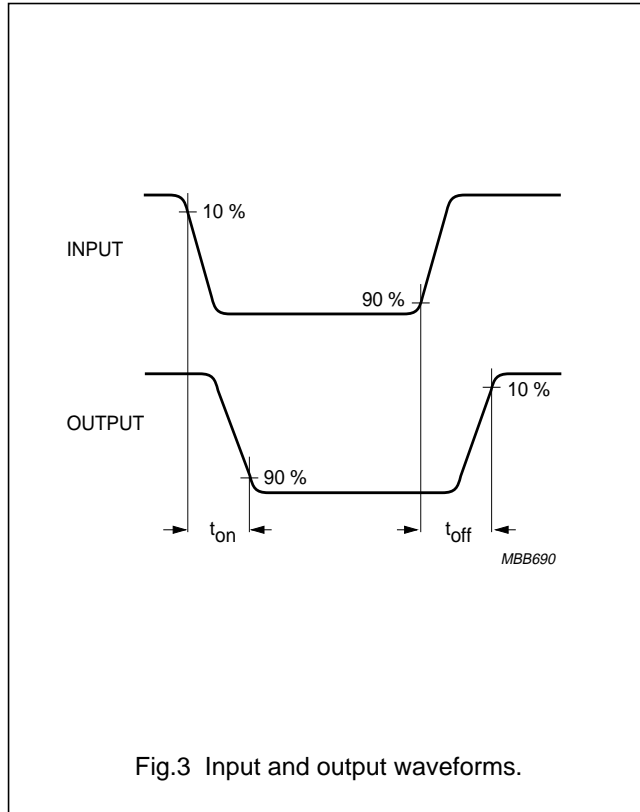 10 %
INPUT
90 %
10 %
OUTPUT
90 %
ton
toff
MBB690
Fig.3 Input and output waveforms.